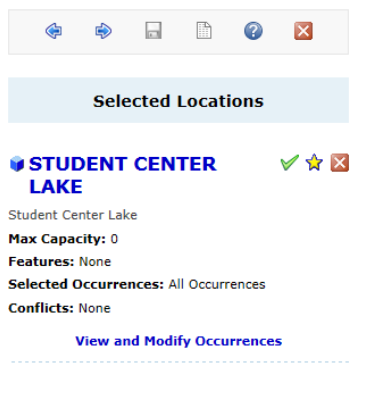 Selected Locations
STUDENT CENTER
LAKE
Student Center Lake
Max Capacity: 0
Features: None
Selected Occurrences: All Occurrences
Conflicts: None
View and Modify Occurrences